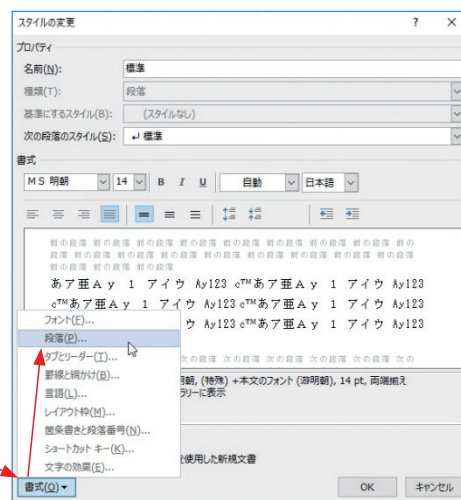 スタイルの変更 ? ×
プロパティ
名前(N): 標準
種類(T): 段落
基準にするスタイル(B): (スタイルなし)
次の段落のスタイル(S): ↵ 標準
書式
ＭＳ 明朝 14 B I U 自動 日本語
前の段落 前の段落 前の段落 前の段落 前の段落 前の段落 前の段落 前の
段落 前の段落 前の段落 前の段落 前の段落 前の段落 前の段落 前の段落
前の段落 前の段落
あア亜Ａｙ １ アイウ Ay123 c™あア亜Ａｙ １ アイウ Ay123
c™あア亜Ａｙ １ アイウ Ay123 c™あア亜Ａｙ １ アイウ Ay123
ウ Ay123 c™あア亜Ａｙ １ アイウ Ay123
次の段落 次の段落 次の段落 次の段落 次の
明朝, (特殊) +本文のフォント (游明朝), 14 pt, 両端揃え
ラリーに表示
を使用した新規文書
フォント(F)...
段落(P)...
タブとリーダー(T)...
罫線と網かけ(B)...
言語(L)...
レイアウト枠(M)...
箇条書きと段落番号(N)...
ショートカット キー(K)...
文字の効果(E)...
書式(O)▼ OK キャンセル